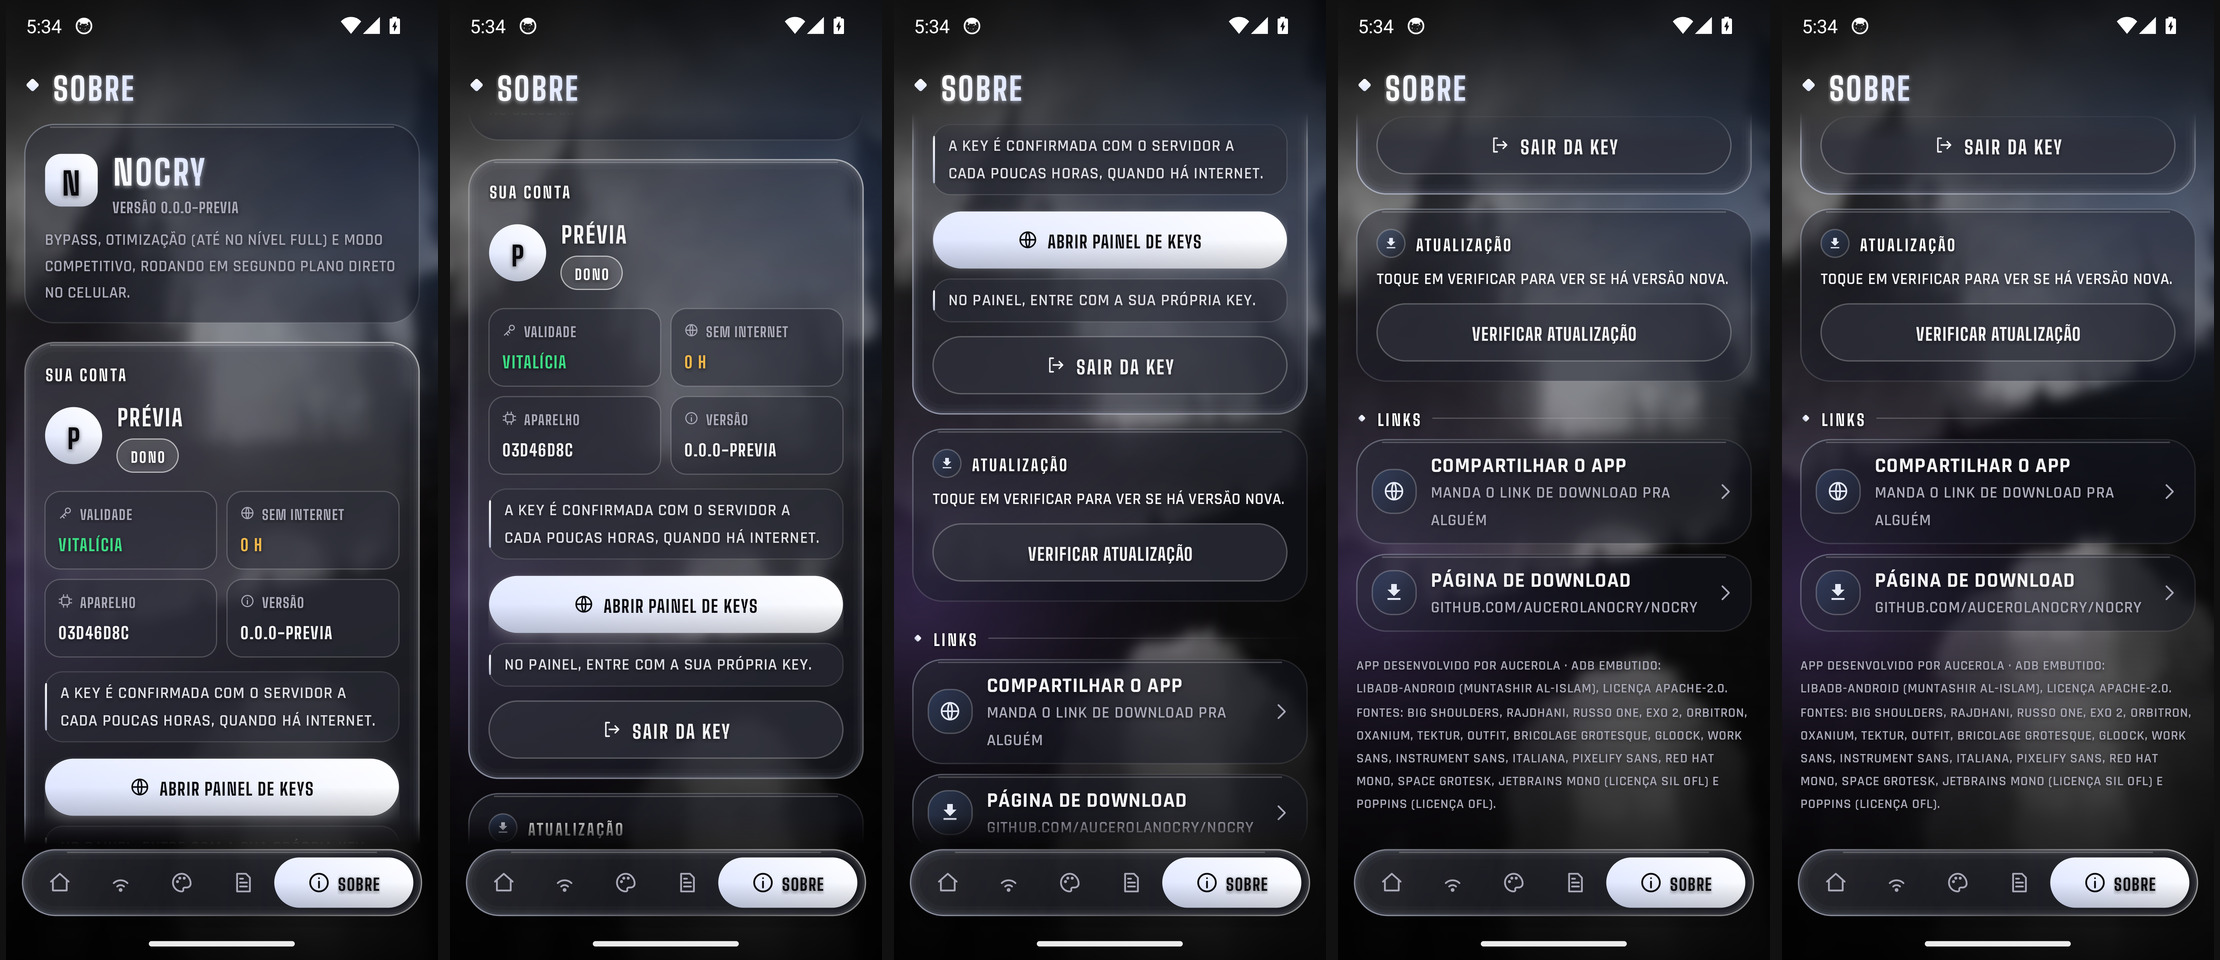 5:34
SOBRE
N
NOCRY
VERSÃO 0.0.0-PREVIA
BYPASS, OTIMIZAÇÃO (ATÉ NO NÍVEL FULL) E MODO
COMPETITIVO, RODANDO EM SEGUNDO PLANO DIRETO
NO CELULAR.
SUA CONTA
P
PRÉVIA
DONO
VALIDADE
VITALÍCIA
SEM INTERNET
0 H
APARELHO
03D46D8C
VERSÃO
0.0.0-PREVIA
A KEY É CONFIRMADA COM O SERVIDOR A
CADA POUCAS HORAS, QUANDO HÁ INTERNET.
ABRIR PAINEL DE KEYS
SOBRE
5:34
SOBRE
SUA CONTA
P
PRÉVIA
DONO
VALIDADE
VITALÍCIA
SEM INTERNET
0 H
APARELHO
03D46D8C
VERSÃO
0.0.0-PREVIA
A KEY É CONFIRMADA COM O SERVIDOR A
CADA POUCAS HORAS, QUANDO HÁ INTERNET.
ABRIR PAINEL DE KEYS
NO PAINEL, ENTRE COM A SUA PRÓPRIA KEY.
SAIR DA KEY
ATUALIZAÇÃO
SOBRE
5:34
SOBRE
A KEY É CONFIRMADA COM O SERVIDOR A
CADA POUCAS HORAS, QUANDO HÁ INTERNET.
ABRIR PAINEL DE KEYS
NO PAINEL, ENTRE COM A SUA PRÓPRIA KEY.
SAIR DA KEY
ATUALIZAÇÃO
TOQUE EM VERIFICAR PARA VER SE HÁ VERSÃO NOVA.
VERIFICAR ATUALIZAÇÃO
LINKS
COMPARTILHAR O APP
MANDA O LINK DE DOWNLOAD PRA
ALGUÉM
PÁGINA DE DOWNLOAD
GITHUB.COM/AUCEROLANOCRY/NOCRY
SOBRE
5:34
SOBRE
SAIR DA KEY
ATUALIZAÇÃO
TOQUE EM VERIFICAR PARA VER SE HÁ VERSÃO NOVA.
VERIFICAR ATUALIZAÇÃO
LINKS
COMPARTILHAR O APP
MANDA O LINK DE DOWNLOAD PRA
ALGUÉM
PÁGINA DE DOWNLOAD
GITHUB.COM/AUCEROLANOCRY/NOCRY
APP DESENVOLVIDO POR AUCEROLA · ADB EMBUTIDO:
LIBADB-ANDROID (MUNTASHIR AL-ISLAM), LICENÇA APACHE-2.0.
FONTES: BIG SHOULDERS, RAJDHANI, RUSSO ONE, EXO 2, ORBITRON,
OXANIUM, TEKTUR, OUTFIT, BRICOLAGE GROTESQUE, GLOOCK, WORK
SANS, INSTRUMENT SANS, ITALIANA, PIXELIFY SANS, RED HAT
MONO, SPACE GROTESK, JETBRAINS MONO (LICENÇA SIL OFL) E
POPPINS (LICENÇA OFL).
SOBRE
5:34
SOBRE
SAIR DA KEY
ATUALIZAÇÃO
TOQUE EM VERIFICAR PARA VER SE HÁ VERSÃO NOVA.
VERIFICAR ATUALIZAÇÃO
LINKS
COMPARTILHAR O APP
MANDA O LINK DE DOWNLOAD PRA
ALGUÉM
PÁGINA DE DOWNLOAD
GITHUB.COM/AUCEROLANOCRY/NOCRY
APP DESENVOLVIDO POR AUCEROLA · ADB EMBUTIDO:
LIBADB-ANDROID (MUNTASHIR AL-ISLAM), LICENÇA APACHE-2.0.
FONTES: BIG SHOULDERS, RAJDHANI, RUSSO ONE, EXO 2, ORBITRON,
OXANIUM, TEKTUR, OUTFIT, BRICOLAGE GROTESQUE, GLOOCK, WORK
SANS, INSTRUMENT SANS, ITALIANA, PIXELIFY SANS, RED HAT
MONO, SPACE GROTESK, JETBRAINS MONO (LICENÇA SIL OFL) E
POPPINS (LICENÇA OFL).
SOBRE